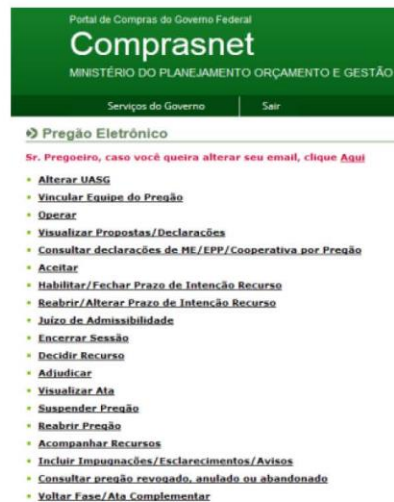 Portal de Compras do Governo Federal
Comprasnet
MINISTÉRIO DO PLANEJAMENTO ORÇAMENTO E GESTÃO
Serviços do Governo
Sair
Pregão Eletrônico
Sr. Pregoeiro, caso você queira alterar seu email, clique Aqui
Alterar UASG
Vincular Equipe do Pregão
Operar
Visualizar Propostas/Declarações
Consultar declarações de ME/EPP/Cooperativa por Pregão
Aceitar
Habilitar/Fechar Prazo de Intenção Recurso
Reabrir/Alterar Prazo de Intenção Recurso
Juízo de Admissibilidade
Encerrar Sessão
Decidir Recurso
Adjudicar
Visualizar Ata
Suspender Pregão
Reabrir Pregão
Acompanhar Recursos
Incluir Impugnações/Esclarecimentos/Avisos
Consultar pregão revogado, anulado ou abandonado
Voltar Fase/Ata Complementar